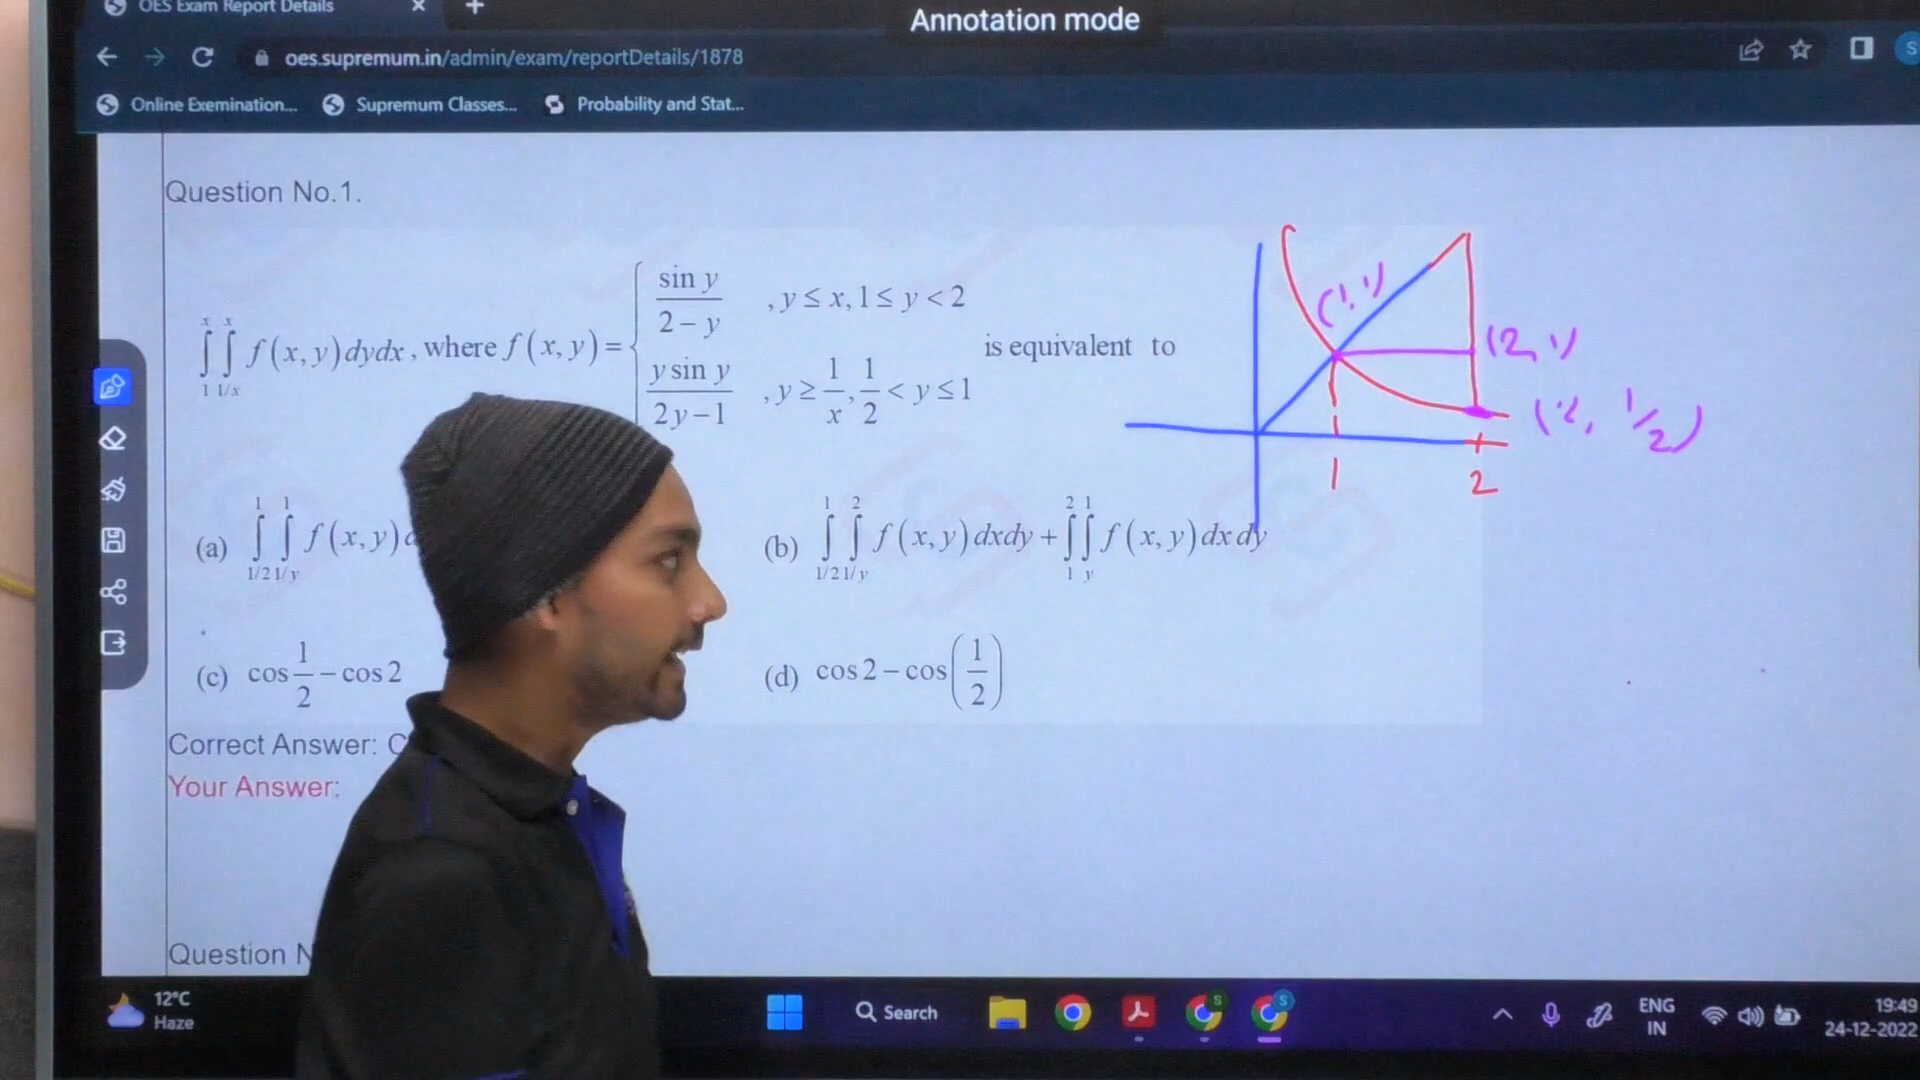 OES Exam Report Details × +
Annotation mode
oes.supremum.in/admin/exam/reportDetails/1878
Online Exemination... Supremum Classes... Probability and Stat...
Question No.1.
∫₁ˣ ∫₁/ₓˣ f(x,y)dydx, where f(x,y)= { sin y / 2−y , y≤x, 1≤y<2
y sin y / 2y−1 , y≥1/x, 1/2<y≤1 is equivalent to
(1,1)
(2,1)
(2, 1/2)
1 2
(a) ∫₁/₂¹ ∫₁/ᵧ¹ f(x,y)
(b) ∫₁/₂¹ ∫₁/ᵧ² f(x,y)dxdy + ∫₁² ∫ᵧ¹ f(x,y)dxdy
(c) cos 1/2 − cos 2
(d) cos 2 − cos(1/2)
Correct Answer: C
Your Answer:
Question N
12°C
Haze
Search
ENG
IN
19:49
24-12-2022